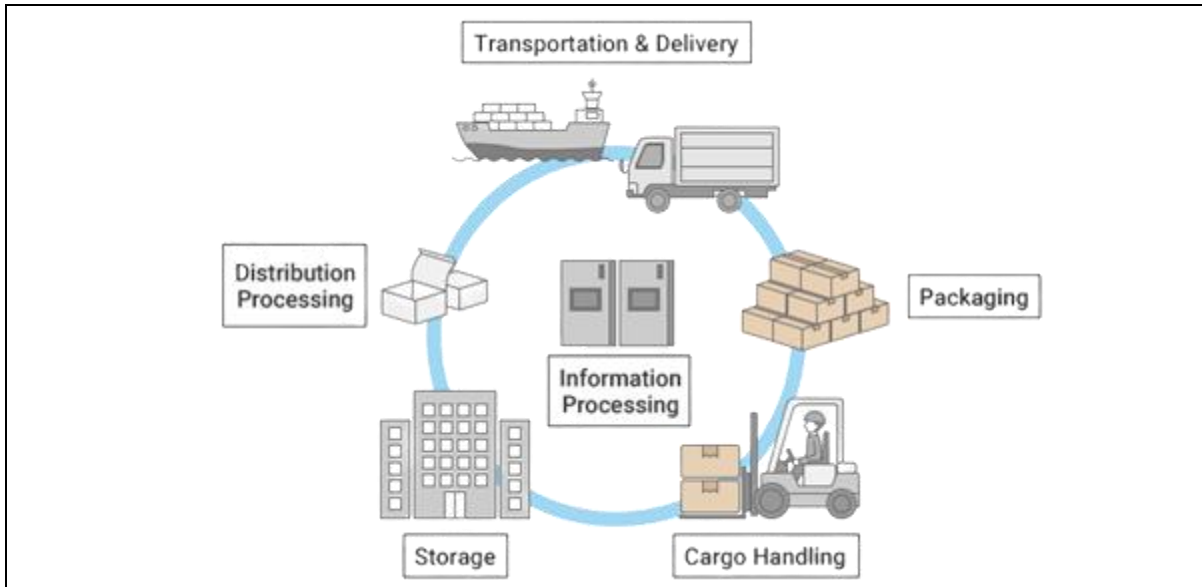 Transportation & Delivery
Distribution
Processing
Packaging
Information
Processing
Storage
Cargo Handling